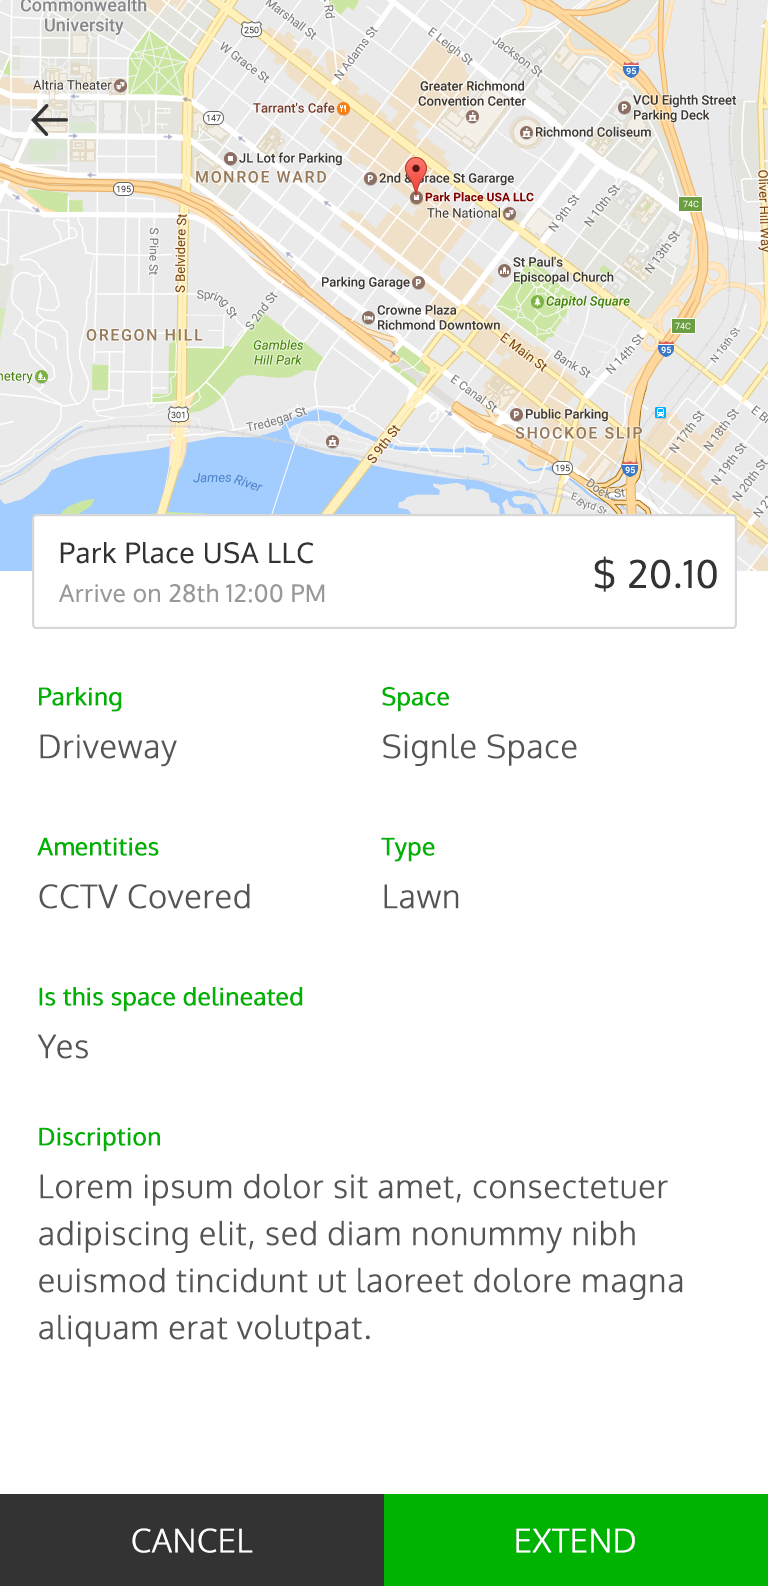 Commonwealth
University
250
Marshall St
Rd
N Adams St
E Leigh St
Jackson St
W Grace St
95
Altria Theater
Greater Richmond
Convention Center
VCU Eighth Street
Parking Deck
Tarrant's Cafe
147
Richmond Coliseum
JL Lot for Parking
MONROE WARD
2nd & Grace St Gararge
195
Park Place USA LLC
The National
74C
Oliver Hill Way
N 9th St
N 10th St
N 13th St
S Pine St
S Belvidere St
St Paul's
Episcopal Church
Parking Garage
Capitol Square
Spring St
S 2nd St
Crowne Plaza
Richmond Downtown
74C
OREGON HILL
Gambles
Hill Park
E Main St
Bank St
N 14th St
95
N 16th St
netery
E Canal St
301
Tredegar St
Public Parking
SHOCKOE SLIP
S 9th St
N 17th St
N 18th St
E B
195
95
N 19th St
N 20th St
N 2
James River
Dock St
E Byrd St
Park Place USA LLC
Arrive on 28th 12:00 PM
$ 20.10
Parking
Space
Driveway
Signle Space
Amentities
Type
CCTV Covered
Lawn
Is this space delineated
Yes
Discription
Lorem ipsum dolor sit amet, consectetuer
adipiscing elit, sed diam nonummy nibh
euismod tincidunt ut laoreet dolore magna
aliquam erat volutpat.
CANCEL
EXTEND